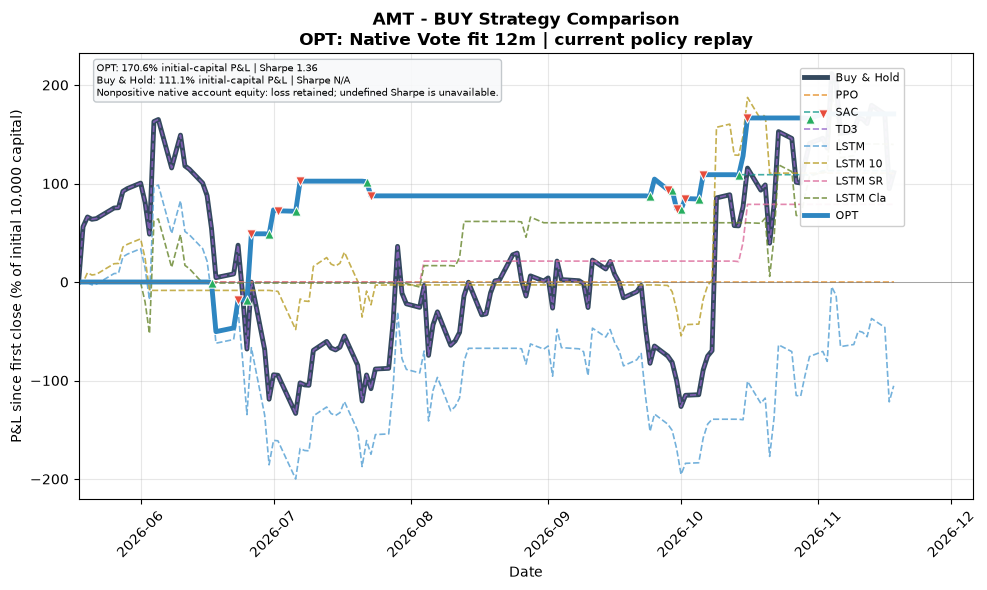 AMT - BUY Strategy Comparison
OPT: Native Vote fit 12m | current policy replay
OPT: 170.6% initial-capital P&L | Sharpe 1.36
Buy & Hold: 111.1% initial-capital P&L | Sharpe N/A
Nonpositive native account equity: loss retained; undefined Sharpe is unavailable.
Buy & Hold
PPO
SAC
TD3
LSTM
LSTM 10
LSTM SR
LSTM Cla
OPT
P&L since first close (% of initial 10,000 capital)
200
100
0
−100
−200
2026-06
2026-07
2026-08
2026-09
2026-10
2026-11
2026-12
Date